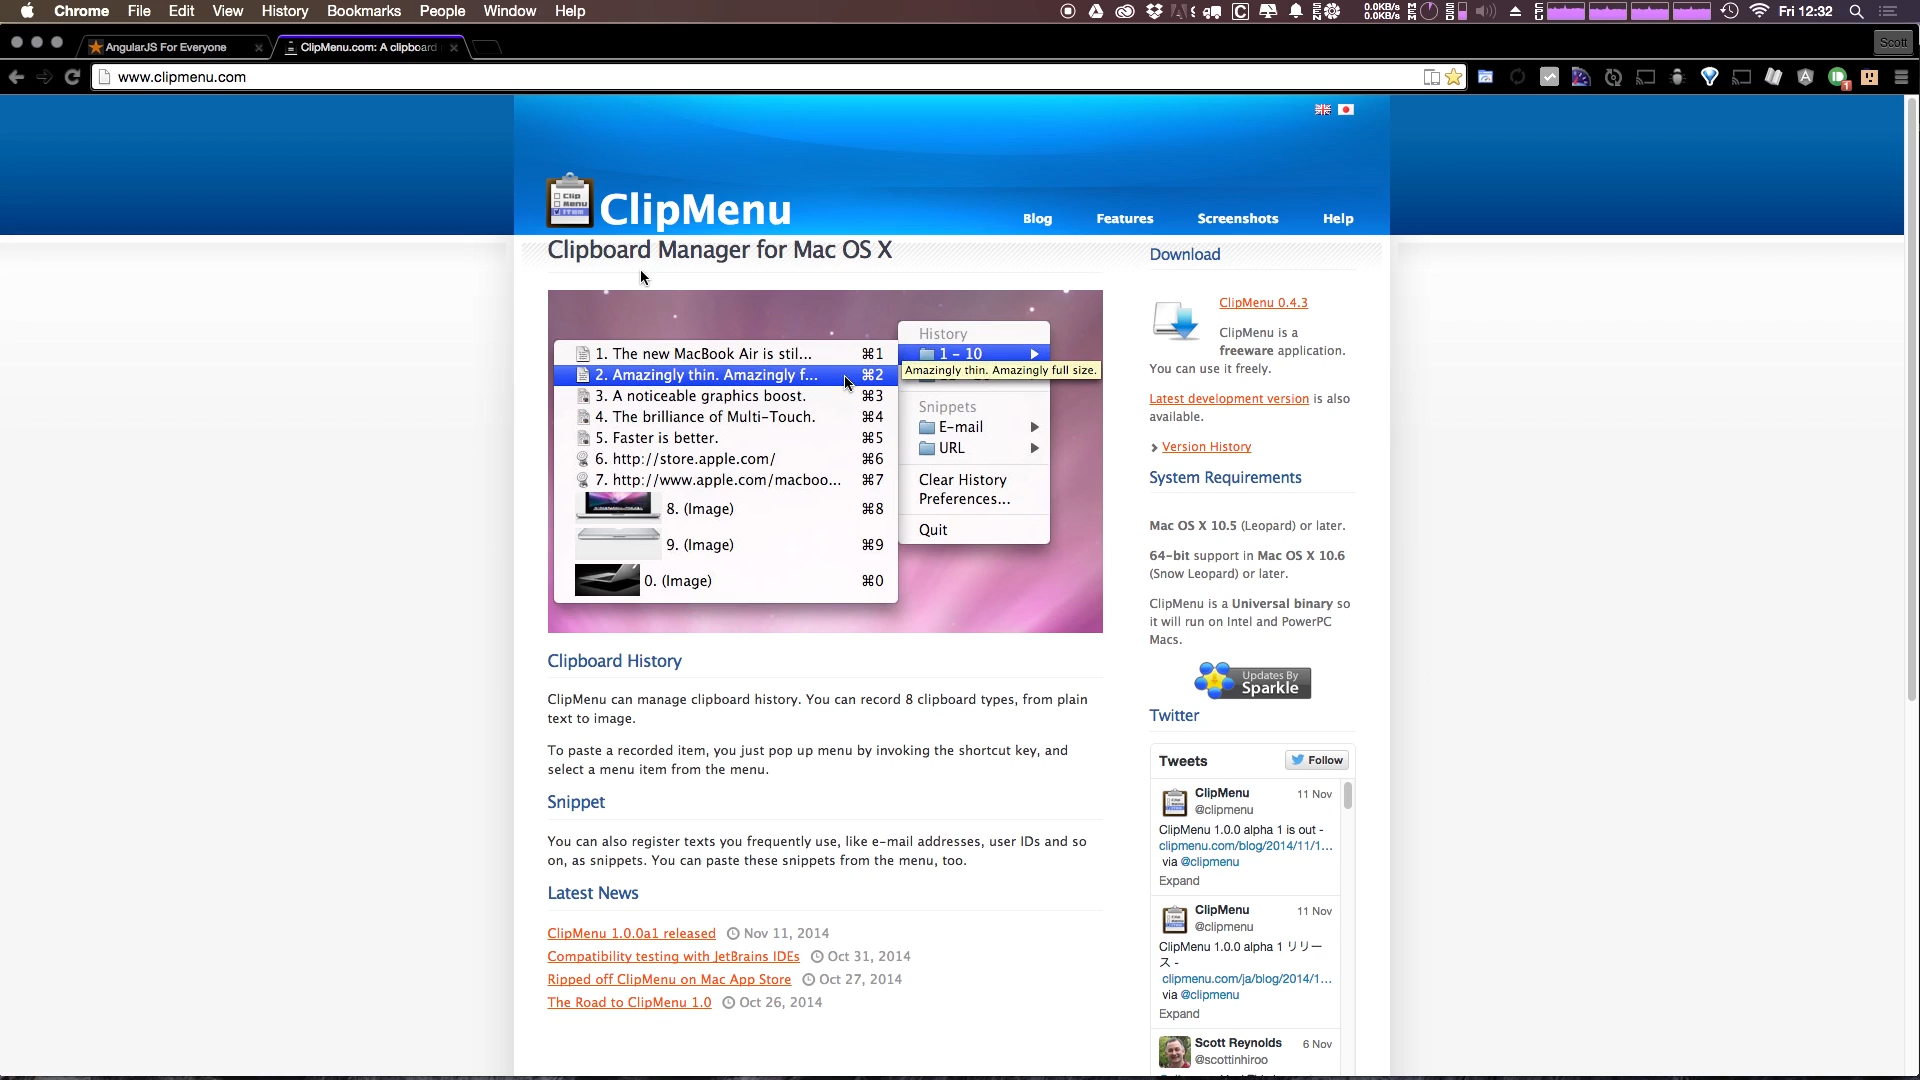 Chrome File Edit View History Bookmarks People Window Help
0.0KB/s
0.0KB/s
Fri 12:32
AngularJS For Everyone
ClipMenu.com: A clipboard
Scott
www.clipmenu.com
Clip
Menu
item
ClipMenu
Blog Features Screenshots Help
Clipboard Manager for Mac OS X
History
1 - 10
Amazingly thin. Amazingly full size.
Snippets
E-mail
URL
Clear History
Preferences...
Quit
1. The new MacBook Air is stil... ⌘1
2. Amazingly thin. Amazingly f... ⌘2
3. A noticeable graphics boost. ⌘3
4. The brilliance of Multi-Touch. ⌘4
5. Faster is better. ⌘5
6. http://store.apple.com/ ⌘6
7. http://www.apple.com/macboo... ⌘7
8. (Image) ⌘8
9. (Image) ⌘9
0. (Image) ⌘0
Clipboard History
ClipMenu can manage clipboard history. You can record 8 clipboard types, from plain
text to image.
To paste a recorded item, you just pop up menu by invoking the shortcut key, and
select a menu item from the menu.
Snippet
You can also register texts you frequently use, like e-mail addresses, user IDs and so
on, as snippets. You can paste these snippets from the menu, too.
Latest News
ClipMenu 1.0.0a1 released Nov 11, 2014
Compatibility testing with JetBrains IDEs Oct 31, 2014
Ripped off ClipMenu on Mac App Store Oct 27, 2014
The Road to ClipMenu 1.0 Oct 26, 2014
Download
ClipMenu 0.4.3
ClipMenu is a
freeware application.
You can use it freely.
Latest development version is also
available.
Version History
System Requirements
Mac OS X 10.5 (Leopard) or later.
64-bit support in Mac OS X 10.6
(Snow Leopard) or later.
ClipMenu is a Universal binary so
it will run on Intel and PowerPC
Macs.
Updates By
Sparkle
Twitter
Tweets Follow
ClipMenu 11 Nov
@clipmenu
ClipMenu 1.0.0 alpha 1 is out -
clipmenu.com/blog/2014/11/1...
via @clipmenu
Expand
ClipMenu 11 Nov
@clipmenu
ClipMenu 1.0.0 alpha 1 リリー
ス -
clipmenu.com/ja/blog/2014/1...
via @clipmenu
Expand
Scott Reynolds 6 Nov
@scottinhiroo